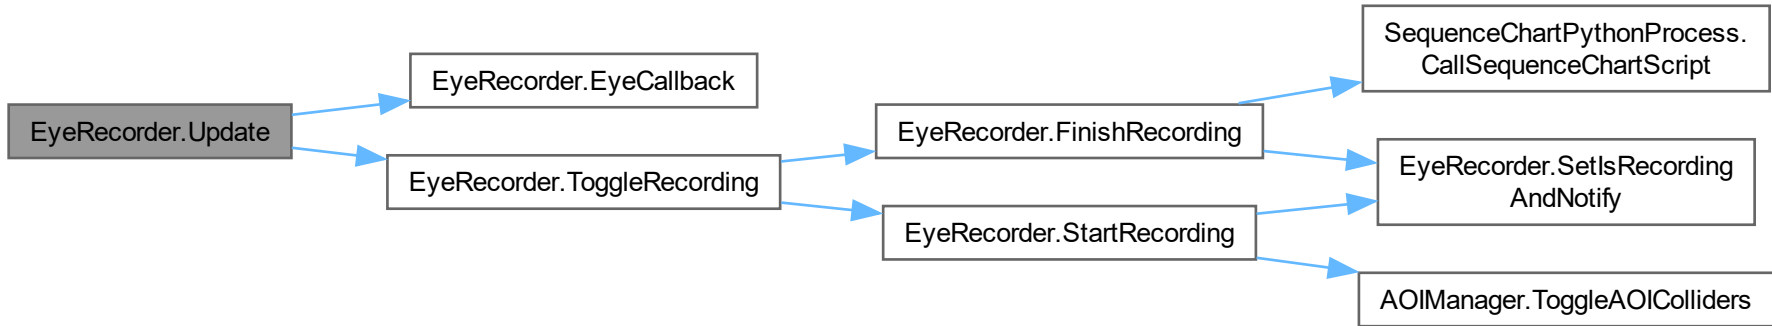 EyeRecorder.Update
EyeRecorder.EyeCallback
EyeRecorder.ToggleRecording
EyeRecorder.FinishRecording
EyeRecorder.StartRecording
SequenceChartPythonProcess.
CallSequenceChartScript
EyeRecorder.SetIsRecording
AndNotify
AOIManager.ToggleAOIColliders